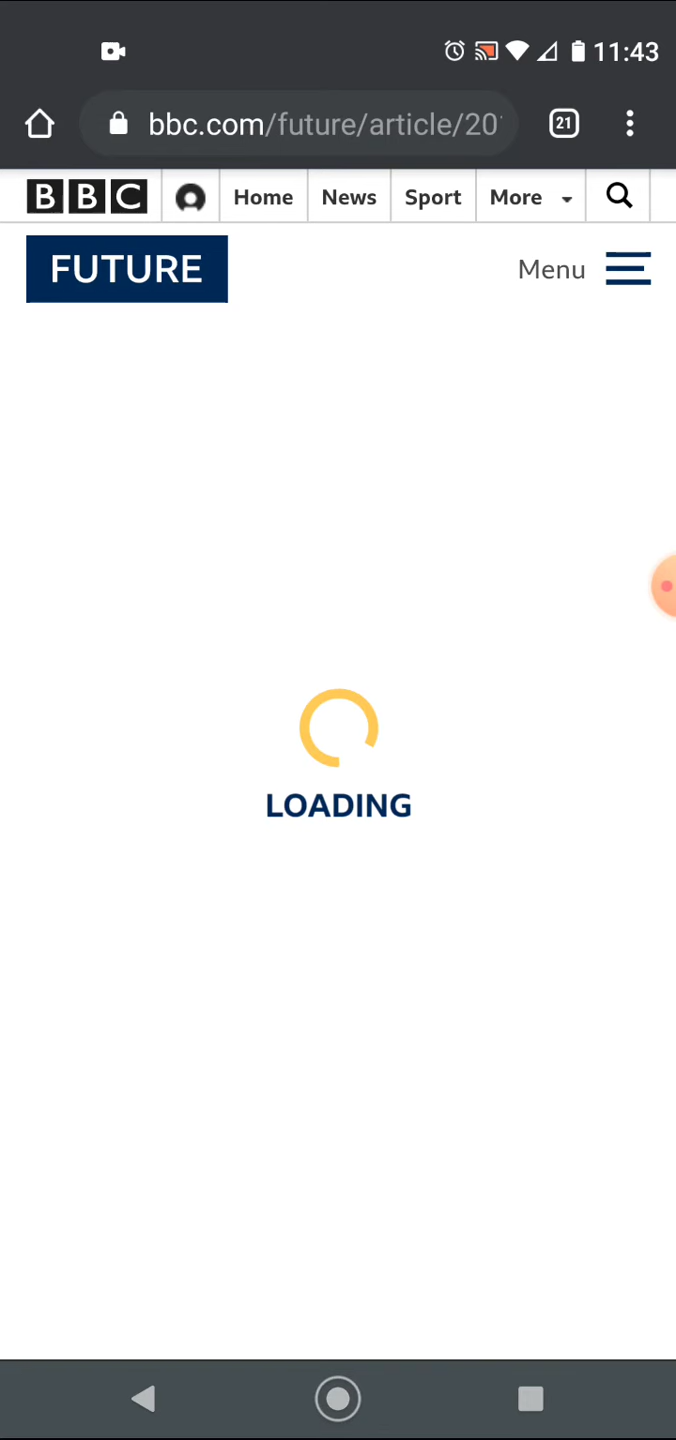 11:43
bbc.com/future/article/20
21
BBC Home News Sport More
FUTURE Menu
LOADING